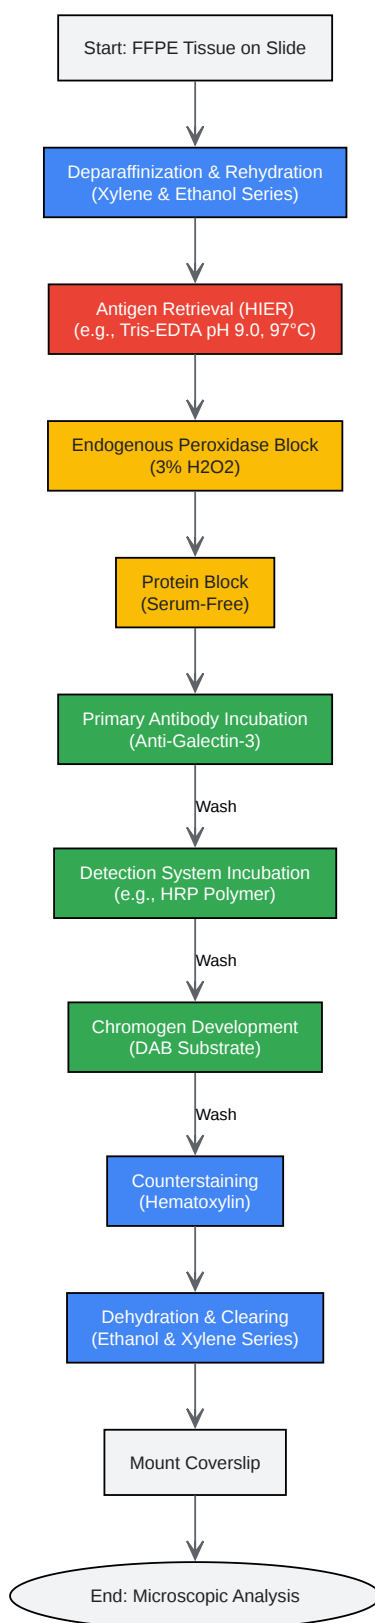 Start: FFPE Tissue on Slide
Deparaffinization & Rehydration
(Xylene & Ethanol Series)
Antigen Retrieval (HIER)
(e.g., Tris-EDTA pH 9.0, 97°C)
Endogenous Peroxidase Block
(3% H2O2)
Protein Block
(Serum-Free)
Primary Antibody Incubation
(Anti-Galectin-3)
Wash
Detection System Incubation
(e.g., HRP Polymer)
Wash
Chromogen Development
(DAB Substrate)
Wash
Counterstaining
(Hematoxylin)
Dehydration & Clearing
(Ethanol & Xylene Series)
Mount Coverslip
End: Microscopic Analysis